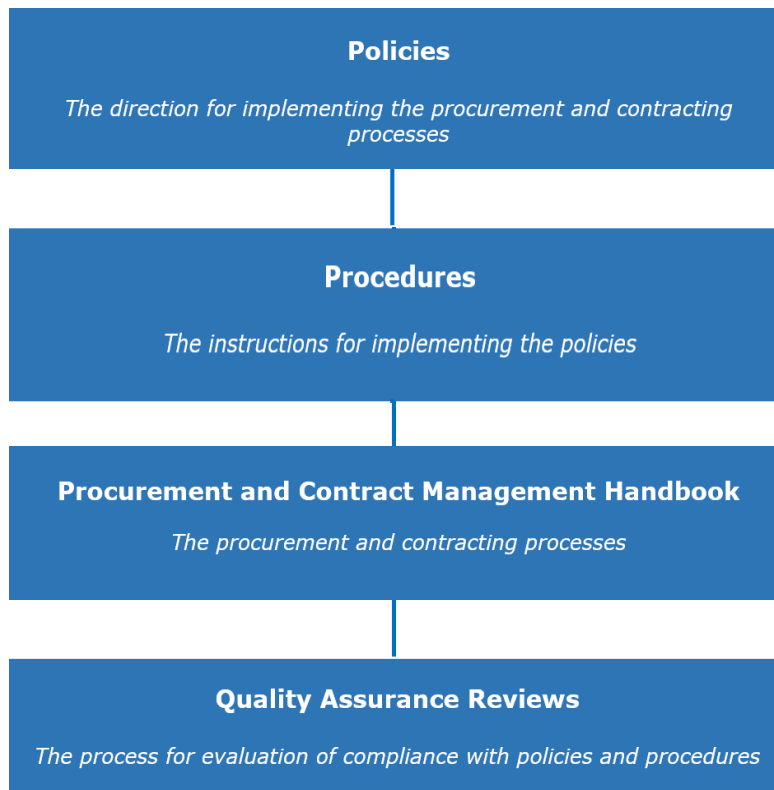 Policies
The direction for implementing the procurement and contracting
processes
Procedures
The instructions for implementing the policies
Procurement and Contract Management Handbook
The procurement and contracting processes
Quality Assurance Reviews
The process for evaluation of compliance with policies and procedures